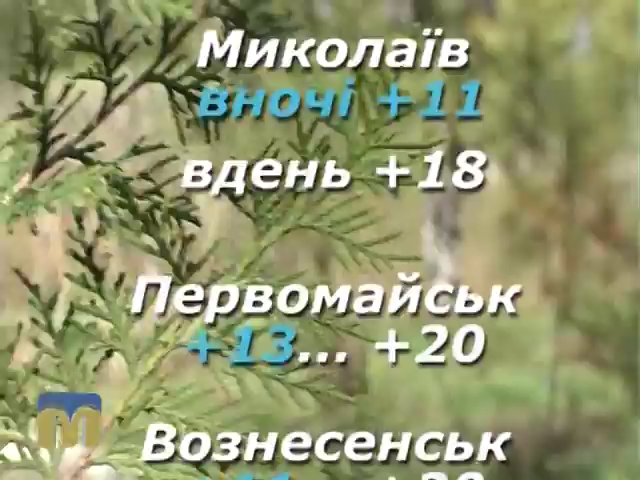 Миколаїв
вночі +11
вдень +18
Первомайськ
+13... +20
Вознесенськ